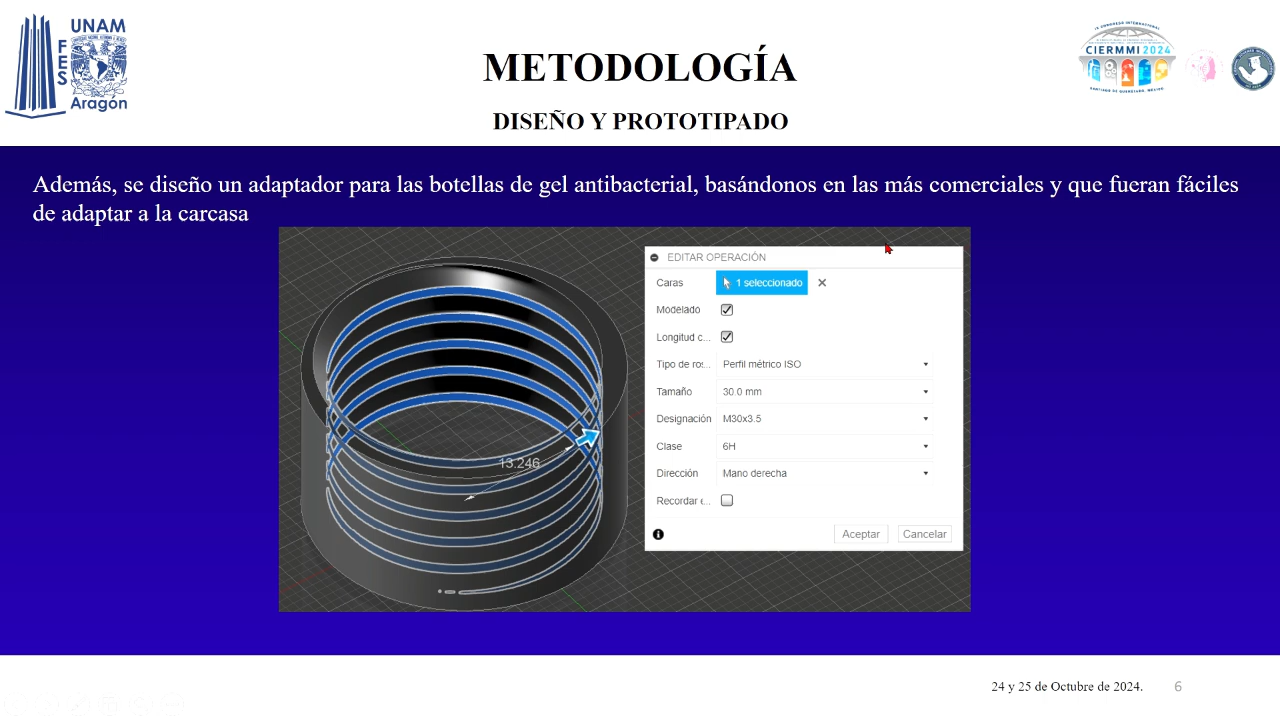 UNAM
FES
Aragón
CIERMMI 2024
METODOLOGÍA
DISEÑO Y PROTOTIPADO
Además, se diseño un adaptador para las botellas de gel antibacterial, basándonos en las más comerciales y que fueran fáciles
de adaptar a la carcasa
EDITAR OPERACIÓN
Caras 1 seleccionado
Modelado
Longitud c...
Tipo de ros... Perfil métrico ISO
Tamaño 30.0 mm
Designación M30x3.5
Clase 6H
Dirección Mano derecha
Recordar e...
Aceptar Cancelar
13.246
24 y 25 de Octubre de 2024. 6